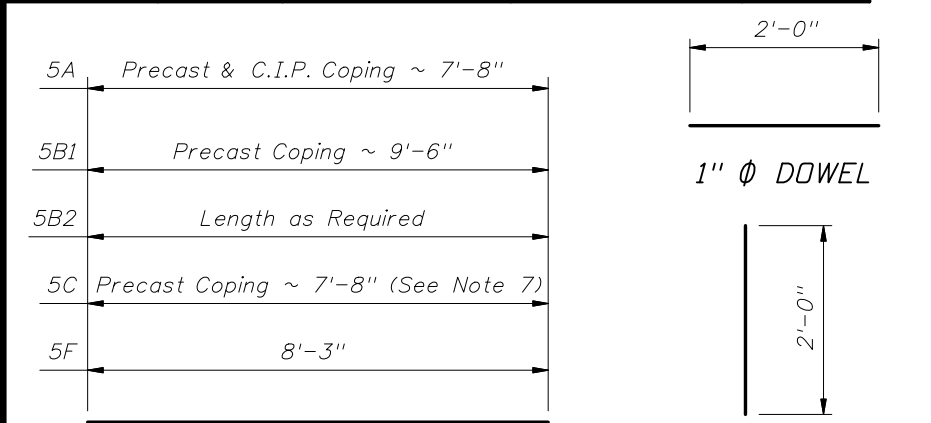 5A Precast & C.I.P. Coping ~ 7'-8"
5B1 Precast Coping ~ 9'-6"
5B2 Length as Required
5C Precast Coping ~ 7'-8" (See Note 7)
5F 8'-3"
2'-0"
1" Ø DOWEL
2'-0"